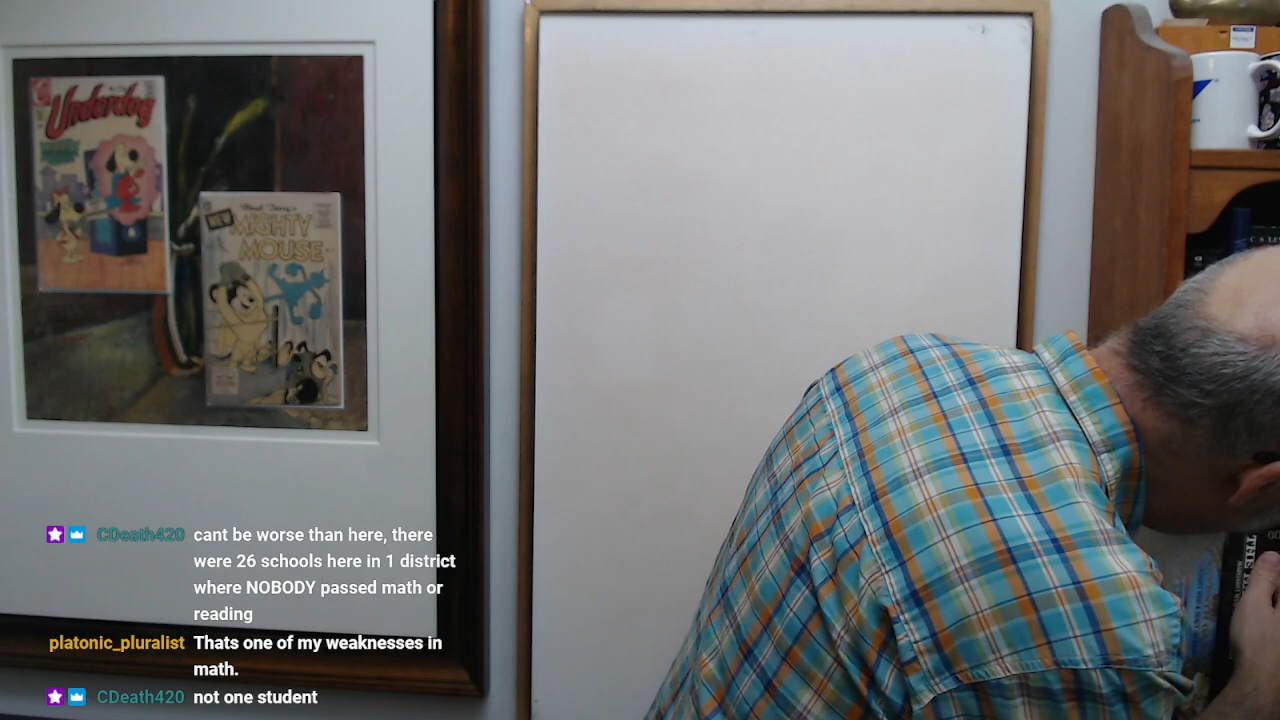 Underdog
NEW
MIGHTY
MOUSE
CDeath420 cant be worse than here, there
were 26 schools here in 1 district
where NOBODY passed math or
reading
platonic_pluralist Thats one of my weaknesses in
math.
CDeath420 not one student